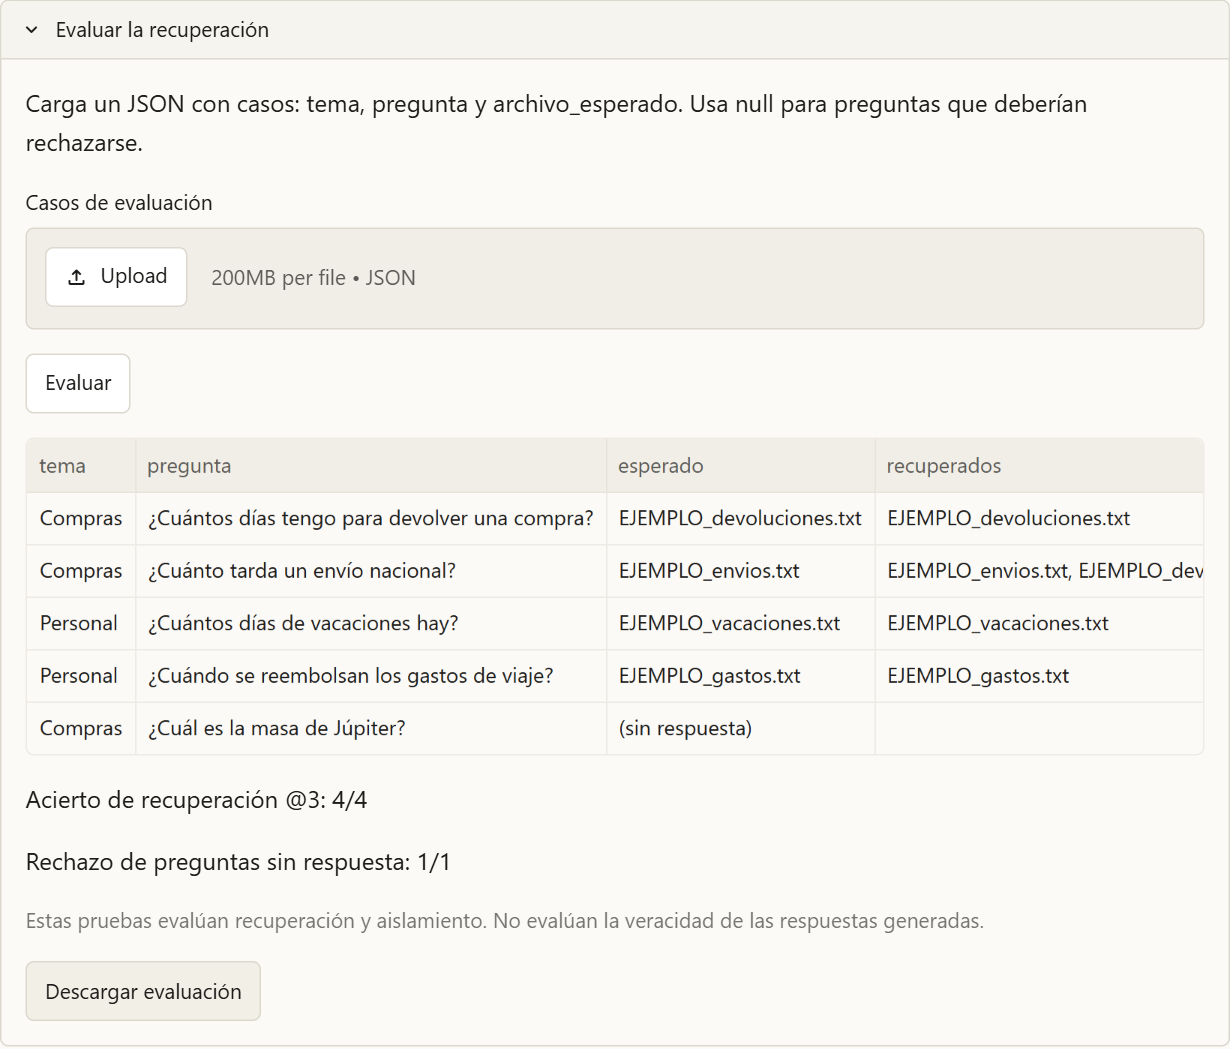 Evaluar la recuperación
Carga un JSON con casos: tema, pregunta y archivo_esperado. Usa null para preguntas que deberían
rechazarse.
Casos de evaluación
Upload 200MB per file • JSON
Evaluar
tema pregunta esperado recuperados
Compras ¿Cuántos días tengo para devolver una compra? EJEMPLO_devoluciones.txt EJEMPLO_devoluciones.txt
Compras ¿Cuánto tarda un envío nacional? EJEMPLO_envios.txt EJEMPLO_envios.txt, EJEMPLO_dev
Personal ¿Cuántos días de vacaciones hay? EJEMPLO_vacaciones.txt EJEMPLO_vacaciones.txt
Personal ¿Cuándo se reembolsan los gastos de viaje? EJEMPLO_gastos.txt EJEMPLO_gastos.txt
Compras ¿Cuál es la masa de Júpiter? (sin respuesta)
Acierto de recuperación @3: 4/4
Rechazo de preguntas sin respuesta: 1/1
Estas pruebas evalúan recuperación y aislamiento. No evalúan la veracidad de las respuestas generadas.
Descargar evaluación